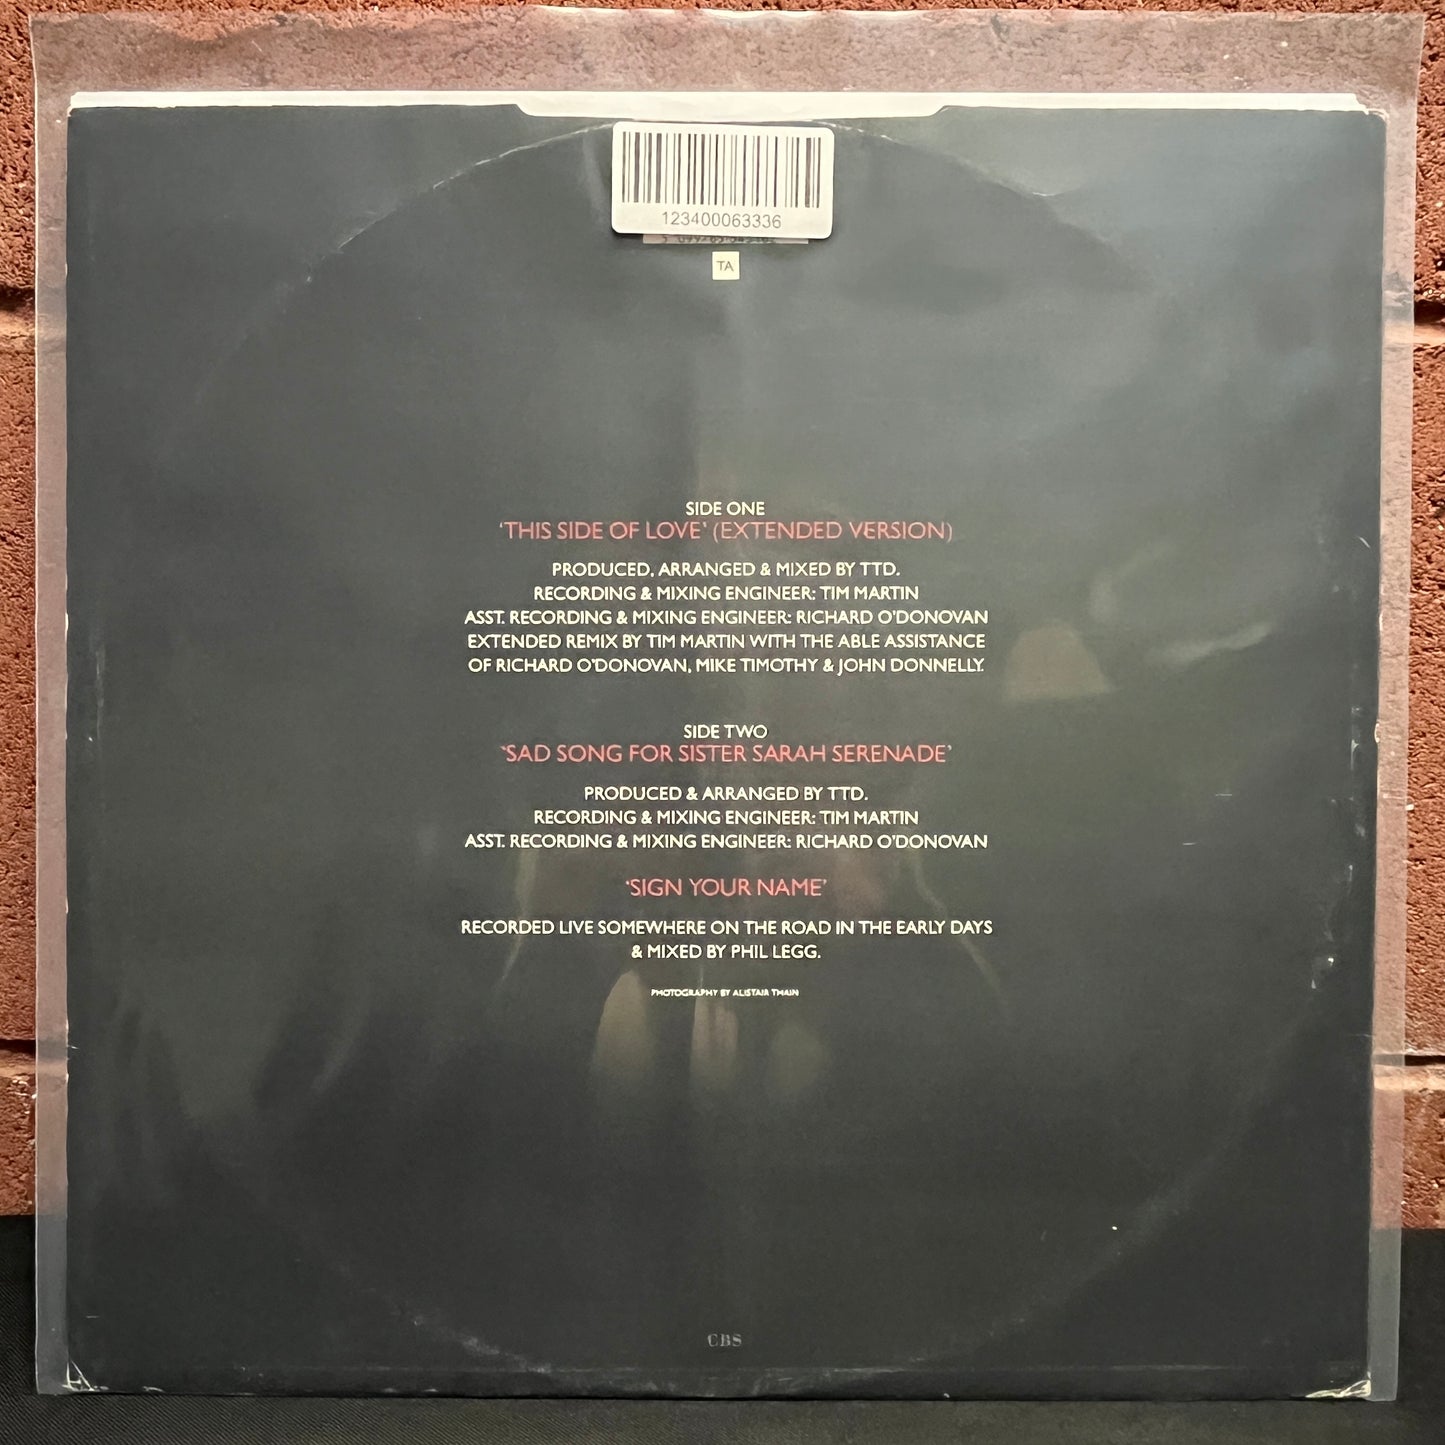 123400063336
TA
SIDE ONE
'THIS SIDE OF LOVE' (EXTENDED VERSION)
PRODUCED, ARRANGED & MIXED BY TTD.
RECORDING & MIXING ENGINEER: TIM MARTIN
ASST. RECORDING & MIXING ENGINEER: RICHARD O'DONOVAN
EXTENDED REMIX BY TIM MARTIN WITH THE ABLE ASSISTANCE
OF RICHARD O'DONOVAN, MIKE TIMOTHY & JOHN DONNELLY.
SIDE TWO
'SAD SONG FOR SISTER SARAH SERENADE'
PRODUCED & ARRANGED BY TTD.
RECORDING & MIXING ENGINEER: TIM MARTIN
ASST. RECORDING & MIXING ENGINEER: RICHARD O'DONOVAN
'SIGN YOUR NAME'
RECORDED LIVE SOMEWHERE ON THE ROAD IN THE EARLY DAYS
& MIXED BY PHIL LEGG.
PHOTOGRAPHY BY ALISTAIR THAIN
CBS